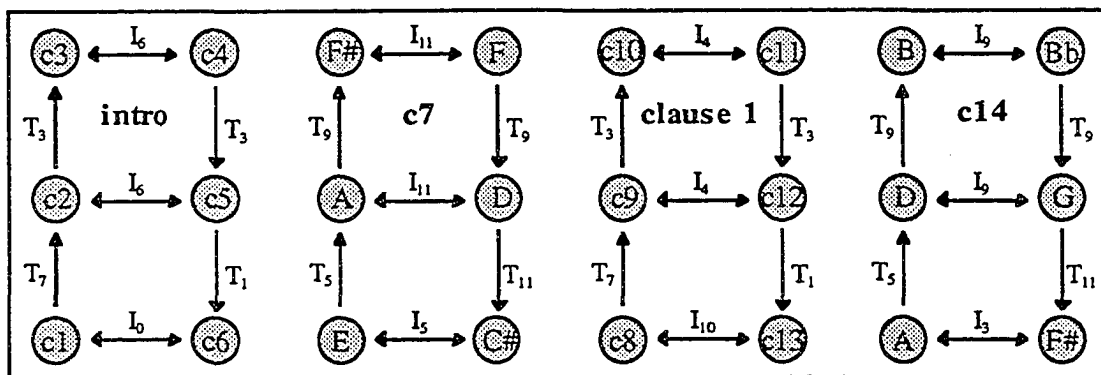 c3 I₆ c4 F# I₁₁ F c10 I₄ c11 B I₉ Bb
T₃ intro T₃ T₉ c7 T₉ T₃ clause 1 T₃ T₉ c14 T₉
c2 I₆ c5 A I₁₁ D c9 I₄ c12 D I₉ G
T₇ T₁ T₅ T₁₁ T₇ T₁ T₅ T₁₁
c1 I₀ c6 E I₅ C# c8 I₁₀ c13 A I₃ F#